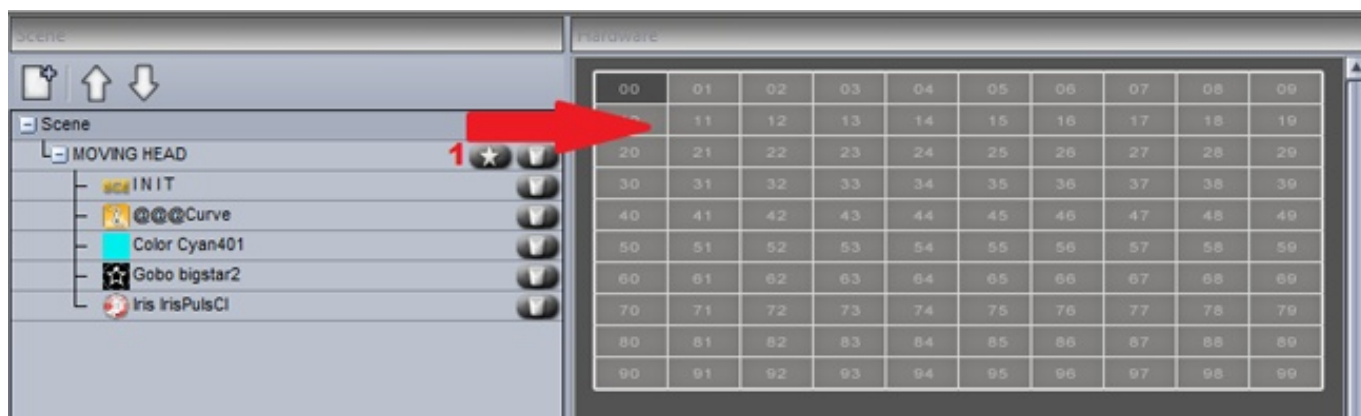 Scene
Hardware
Scene
MOVING HEAD
1
INIT
@@@Curve
Color Cyan401
Gobo bigstar2
Iris IrisPulsCl
00 01 02 03 04 05 06 07 08 09
11 12 13 14 15 16 17 18 19
20 21 22 23 24 25 26 27 28 29
30 31 32 33 34 35 36 37 38 39
40 41 42 43 44 45 46 47 48 49
50 51 52 53 54 55 56 57 58 59
60 61 62 63 64 65 66 67 68 69
70 71 72 73 74 75 76 77 78 79
80 81 82 83 84 85 86 87 88 89
90 91 92 93 94 95 96 97 98 99